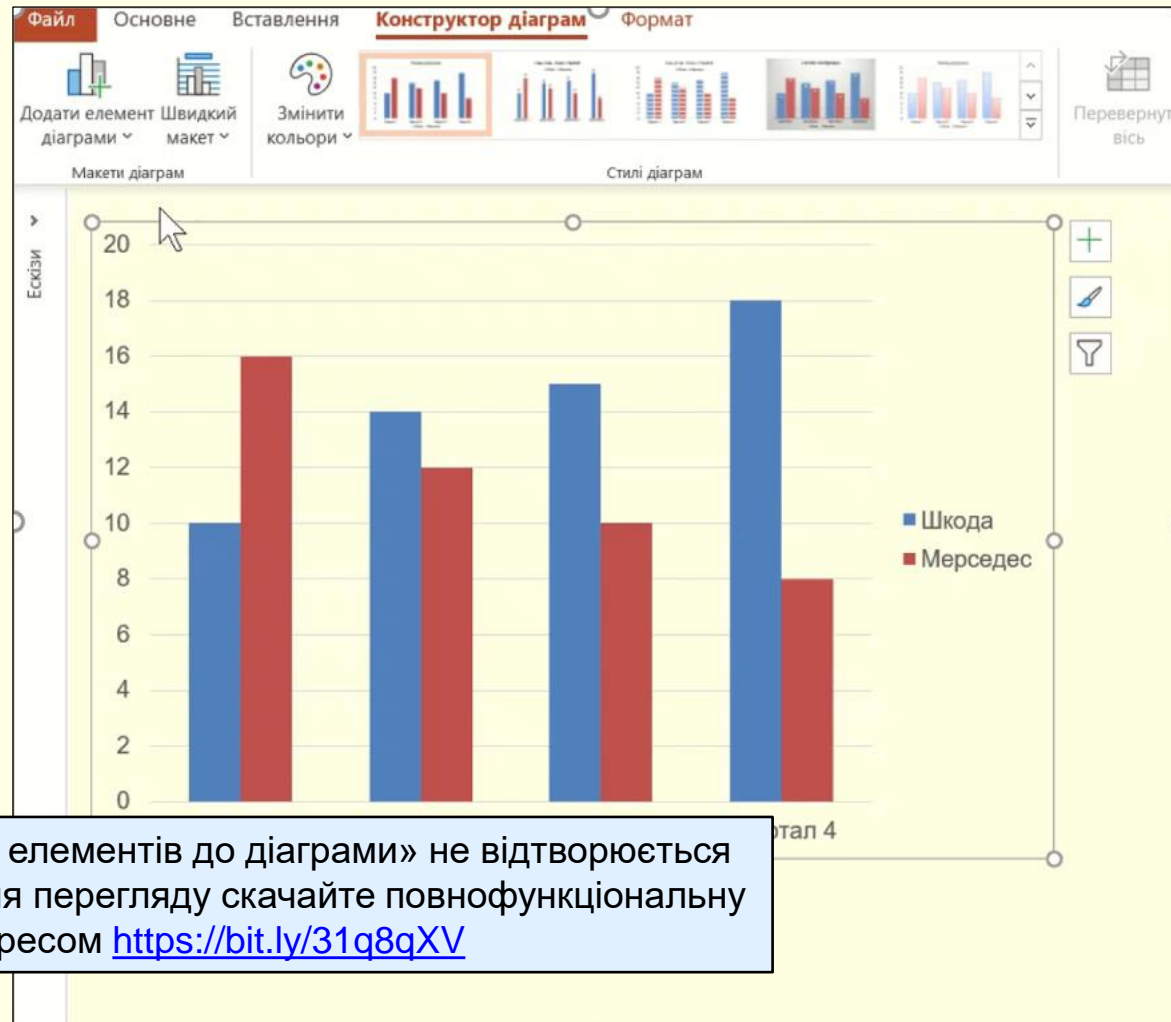 Файл Основне Вставлення Конструктор діаграм Формат
Додати елемент діаграми
Швидкий макет
Змінити кольори
Перевернут
вісь
Макети діаграм
Стилі діаграм
Ескізи
20
18
16
14
12
10
8
6
4
2
0
Шкода
Мерседес
ртал 4
елементів до діаграми» не відтворюється
я перегляду скачайте повнофункціональну
ресом https://bit.ly/31q8qXV